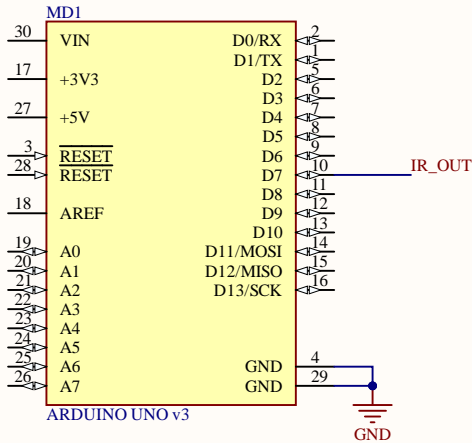 MD1
30 VIN D0/RX 2
D1/TX 1
17 +3V3 D2 5
D3 6
27 +5V D4 7
D5 8
3 RESET D6 9
28 RESET D7 10 IR_OUT
D8 11
18 AREF D9 12
D10 13
19 A0 D11/MOSI 14
20 A1 D12/MISO 15
21 A2 D13/SCK 16
22 A3
23 A4
24 A5
25 A6 GND 4
26 A7 GND 29
ARDUINO UNO v3
GND